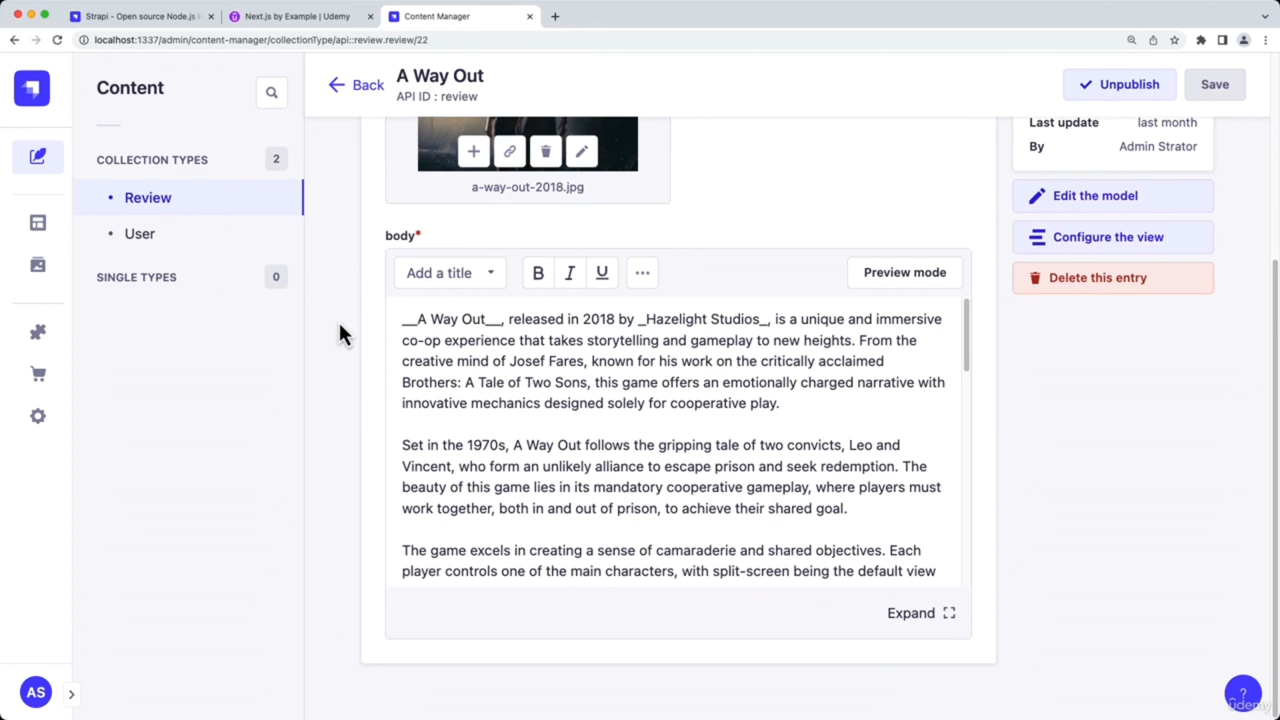 Strapi - Open source Node.js
Next.js by Example | Udemy
Content Manager
localhost:1337/admin/content-manager/collectionType/api::review.review/22
Content
COLLECTION TYPES 2
• Review
• User
SINGLE TYPES 0
AS
Back
A Way Out
API ID : review
Unpublish
Save
a-way-out-2018.jpg
body*
Add a title
B I U ...
Preview mode
__A Way Out__, released in 2018 by _Hazelight Studios_, is a unique and immersive
co-op experience that takes storytelling and gameplay to new heights. From the
creative mind of Josef Fares, known for his work on the critically acclaimed
Brothers: A Tale of Two Sons, this game offers an emotionally charged narrative with
innovative mechanics designed solely for cooperative play.
Set in the 1970s, A Way Out follows the gripping tale of two convicts, Leo and
Vincent, who form an unlikely alliance to escape prison and seek redemption. The
beauty of this game lies in its mandatory cooperative gameplay, where players must
work together, both in and out of prison, to achieve their shared goal.
The game excels in creating a sense of camaraderie and shared objectives. Each
player controls one of the main characters, with split-screen being the default view
Expand
Last update last month
By Admin Strator
Edit the model
Configure the view
Delete this entry
?
ûdemy